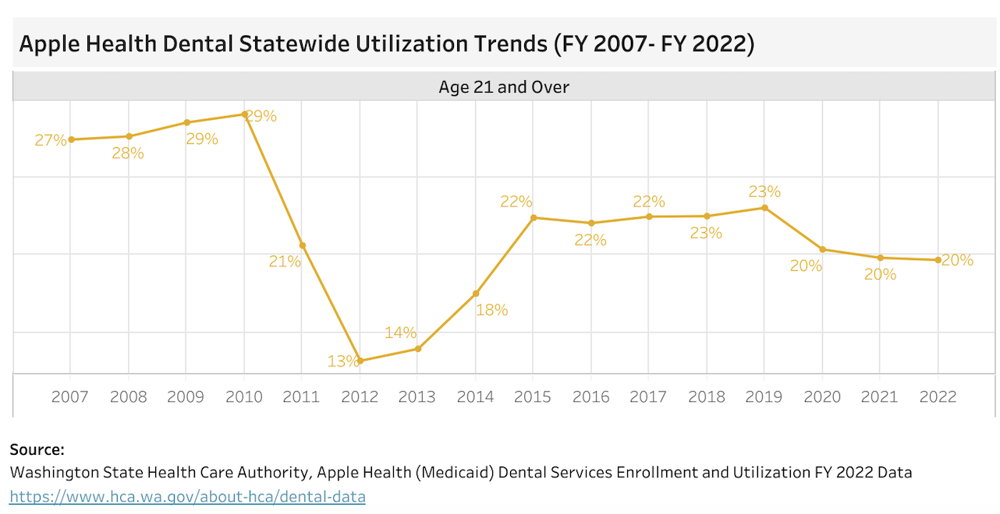 Apple Health Dental Statewide Utilization Trends (FY 2007- FY 2022)
Age 21 and Over
27%
28%
29%
29%
21%
13%
14%
18%
22%
22%
22%
23%
23%
20%
20%
20%
2007 2008 2009 2010 2011 2012 2013 2014 2015 2016 2017 2018 2019 2020 2021 2022
Source:
Washington State Health Care Authority, Apple Health (Medicaid) Dental Services Enrollment and Utilization FY 2022 Data
https://www.hca.wa.gov/about-hca/dental-data